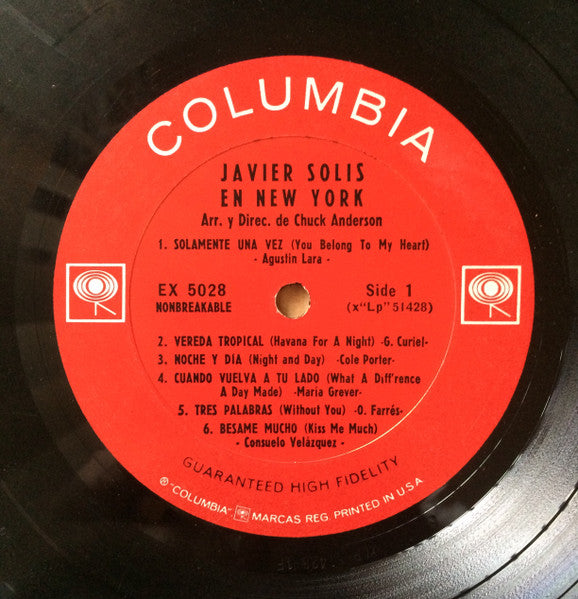 COLUMBIA
JAVIER SOLIS
EN NEW YORK
Arr. y Direc. de Chuck Anderson
1. SOLAMENTE UNA VEZ (You Belong To My Heart)
- Agustin Lara -
EX 5028
NONBREAKABLE
Side 1
(x"Lp"51428)
2. VEREDA TROPICAL (Havana For A Night) -G. Curiel-
3. NOCHE Y DIA (Night and Day) -Cole Porter-
4. CUANDO VUELVA A TU LADO (What A Diff'rence
A Day Made) -Maria Grever-
5. TRES PALABRAS (Without You) -O. Farrés-
6. BESAME MUCHO (Kiss Me Much)
- Consuelo Velázquez -
GUARANTEED HIGH FIDELITY
® "COLUMBIA" MARCAS REG. PRINTED IN U.S.A.